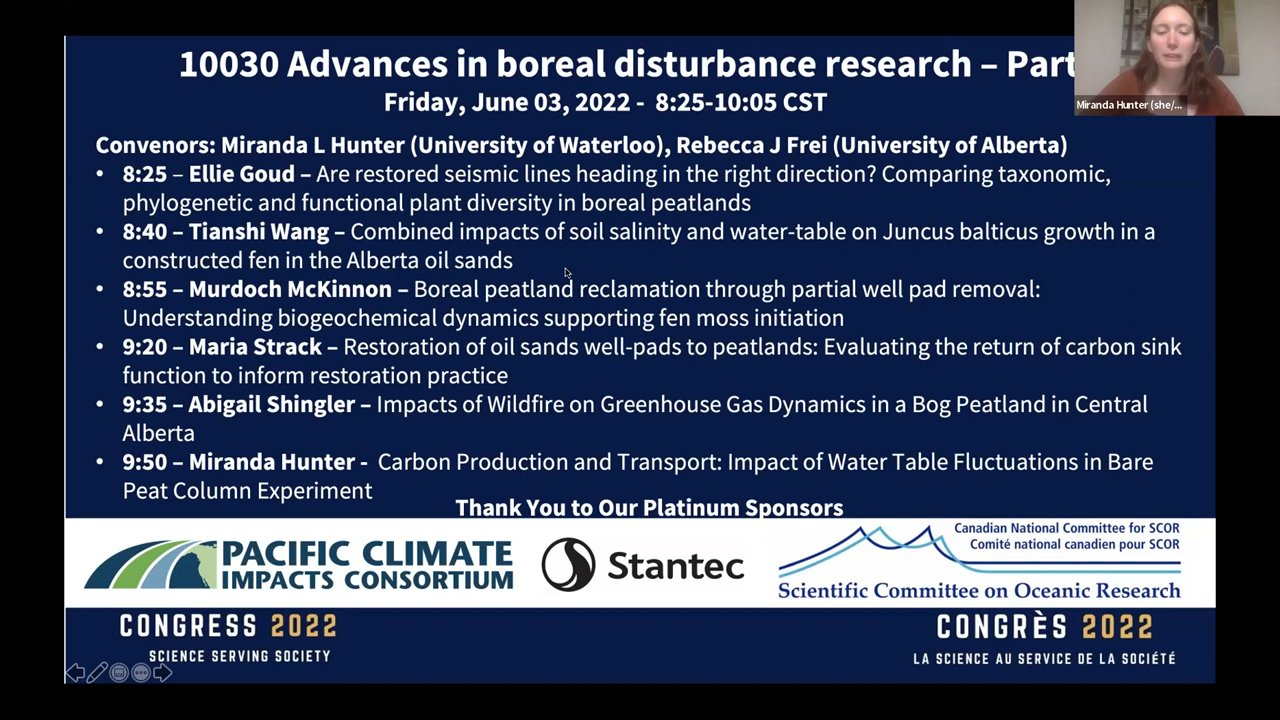 10030 Advances in boreal disturbance research – Part
Friday, June 03, 2022 - 8:25-10:05 CST
Miranda Hunter (she/...
Convenors: Miranda L Hunter (University of Waterloo), Rebecca J Frei (University of Alberta)
• 8:25 – Ellie Goud – Are restored seismic lines heading in the right direction? Comparing taxonomic,
phylogenetic and functional plant diversity in boreal peatlands
• 8:40 – Tianshi Wang – Combined impacts of soil salinity and water-table on Juncus balticus growth in a
constructed fen in the Alberta oil sands
• 8:55 – Murdoch McKinnon – Boreal peatland reclamation through partial well pad removal:
Understanding biogeochemical dynamics supporting fen moss initiation
• 9:20 – Maria Strack – Restoration of oil sands well-pads to peatlands: Evaluating the return of carbon sink
function to inform restoration practice
• 9:35 – Abigail Shingler – Impacts of Wildfire on Greenhouse Gas Dynamics in a Bog Peatland in Central
Alberta
• 9:50 – Miranda Hunter - Carbon Production and Transport: Impact of Water Table Fluctuations in Bare
Peat Column Experiment
Thank You to Our Platinum Sponsors
PACIFIC CLIMATE
IMPACTS CONSORTIUM
Stantec
Canadian National Committee for SCOR
Comité national canadien pour SCOR
Scientific Committee on Oceanic Research
CONGRESS 2022
SCIENCE SERVING SOCIETY
CONGRÈS 2022
LA SCIENCE AU SERVICE DE LA SOCIÉTÉ